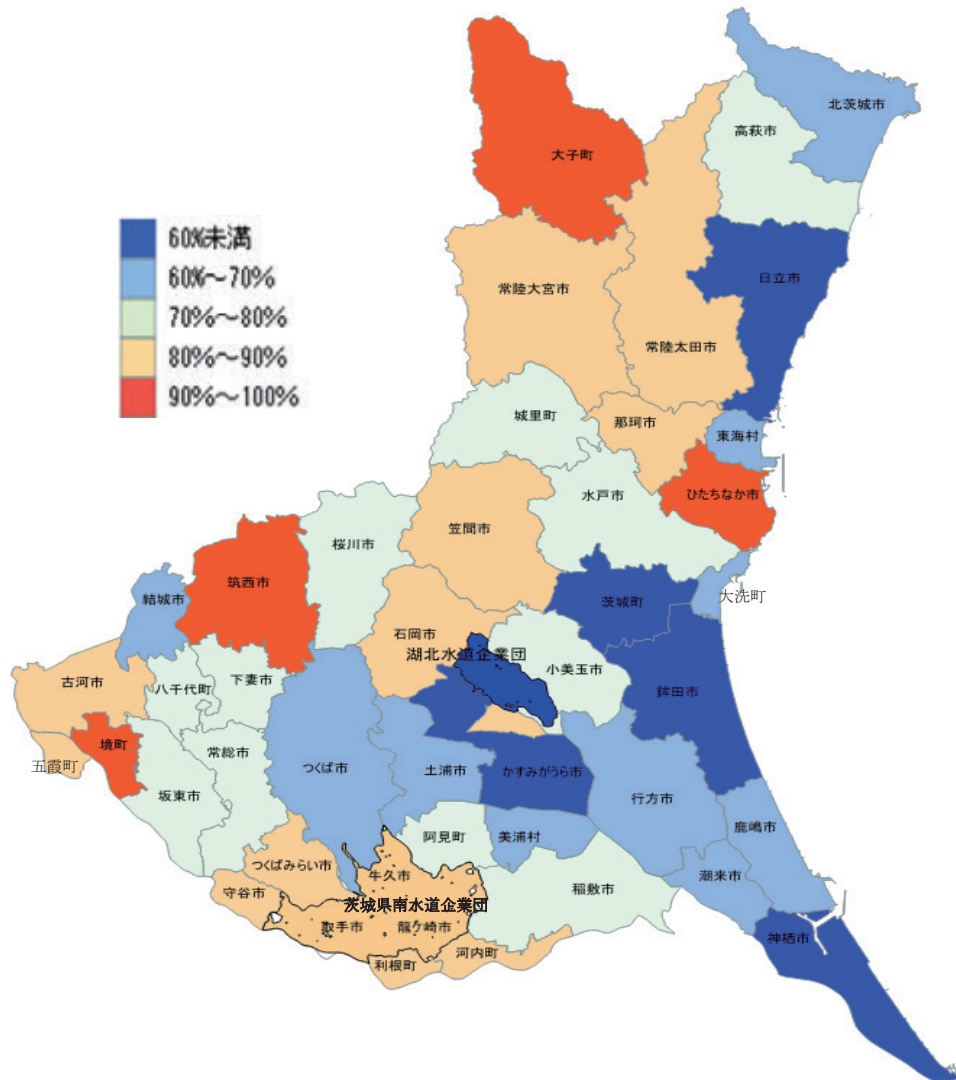 北茨城市
高萩市
大子町
60%未満
60%~70%
70%~80%
80%~90%
90%~100%
日立市
常陸大宮市
常陸太田市
城里町
那珂市
東海村
水戸市
ひたちなか市
笠間市
桜川市
筑西市
結城市
茨城町
大洗町
石岡市
湖北水道企業団
小美玉市
鉾田市
古河市
八千代町
下妻市
境町
五霞町
常総市
坂東市
つくば市
土浦市
かすみがうら市
行方市
鹿嶋市
阿見町
美浦村
潮来市
つくばみらい市
牛久市
守谷市
茨城県南水道企業団
稲敷市
取手市
龍ケ崎市
神栖市
河内町
利根町